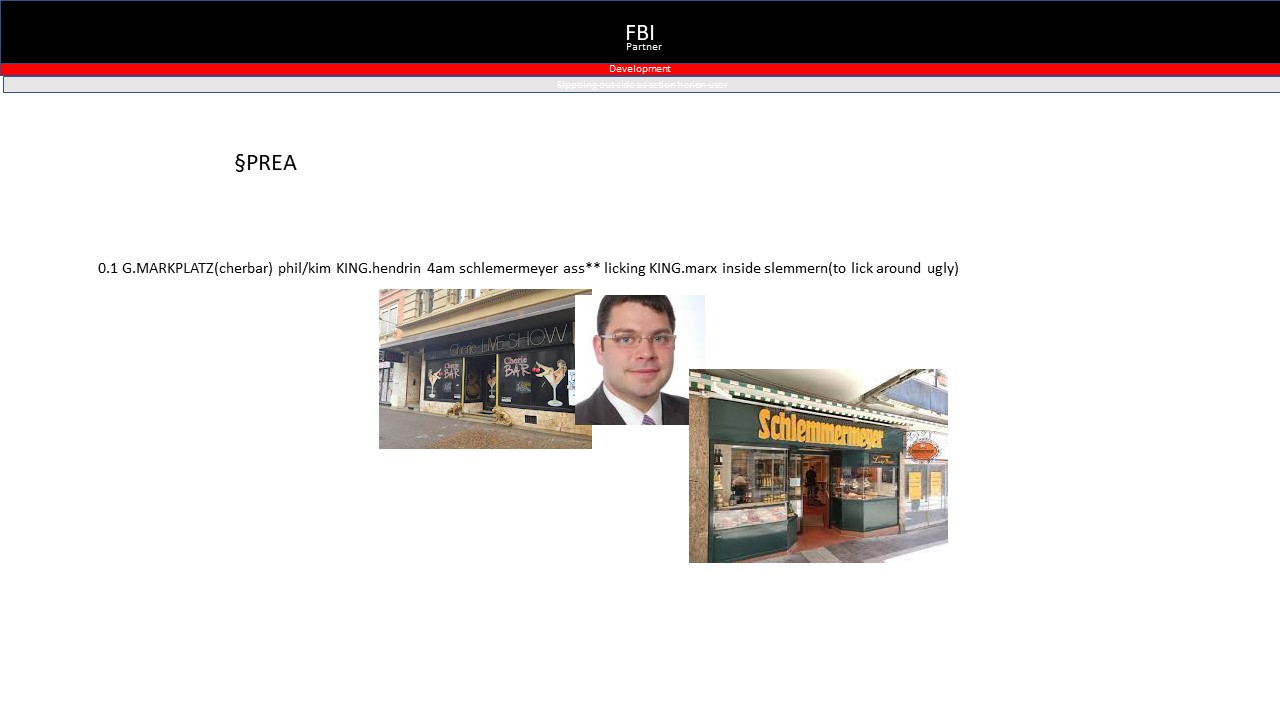 FBI
Partner
Development
§PREA
0.1 G.MARKPLATZ(cherbar) phil/kim KING.hendrin 4am schlemermeyer ass** licking KING.marx inside slemmern(to lick around ugly)
Cherie LIVE SHOW
Cherie BAR
Cherie BAR
Schlemmermeyer